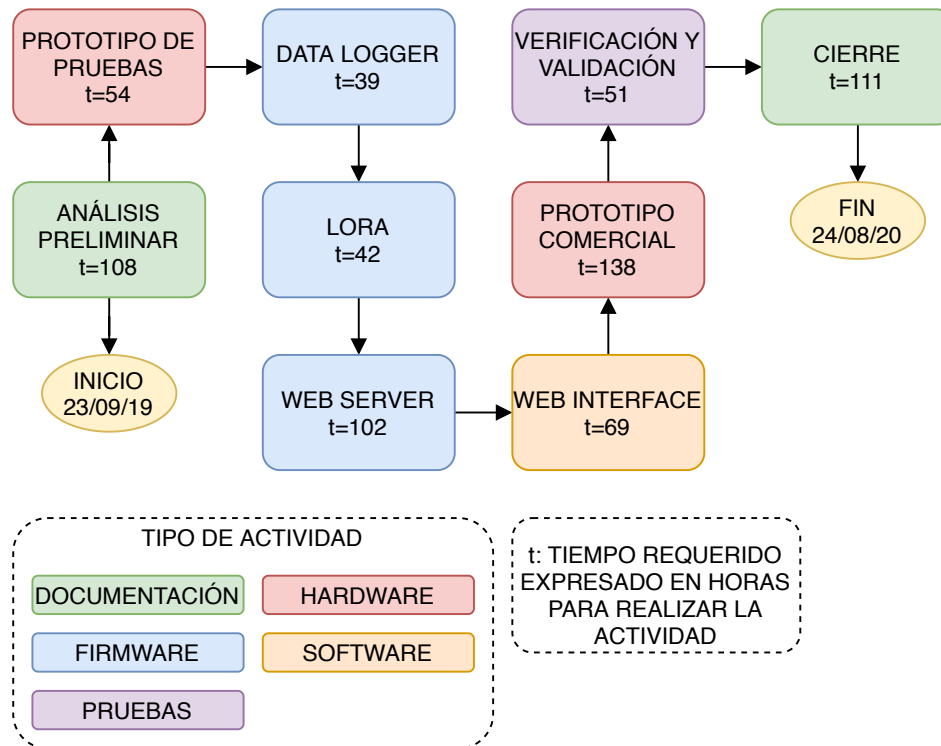 PROTOTIPO DE
PRUEBAS
t=54
DATA LOGGER
t=39
VERIFICACIÓN Y
VALIDACIÓN
t=51
CIERRE
t=111
ANÁLISIS
PRELIMINAR
t=108
LORA
t=42
PROTOTIPO
COMERCIAL
t=138
FIN
24/08/20
INICIO
23/09/19
WEB SERVER
t=102
WEB INTERFACE
t=69
TIPO DE ACTIVIDAD
DOCUMENTACIÓN
HARDWARE
FIRMWARE
SOFTWARE
PRUEBAS
t: TIEMPO REQUERIDO
EXPRESADO EN HORAS
PARA REALIZAR LA
ACTIVIDAD